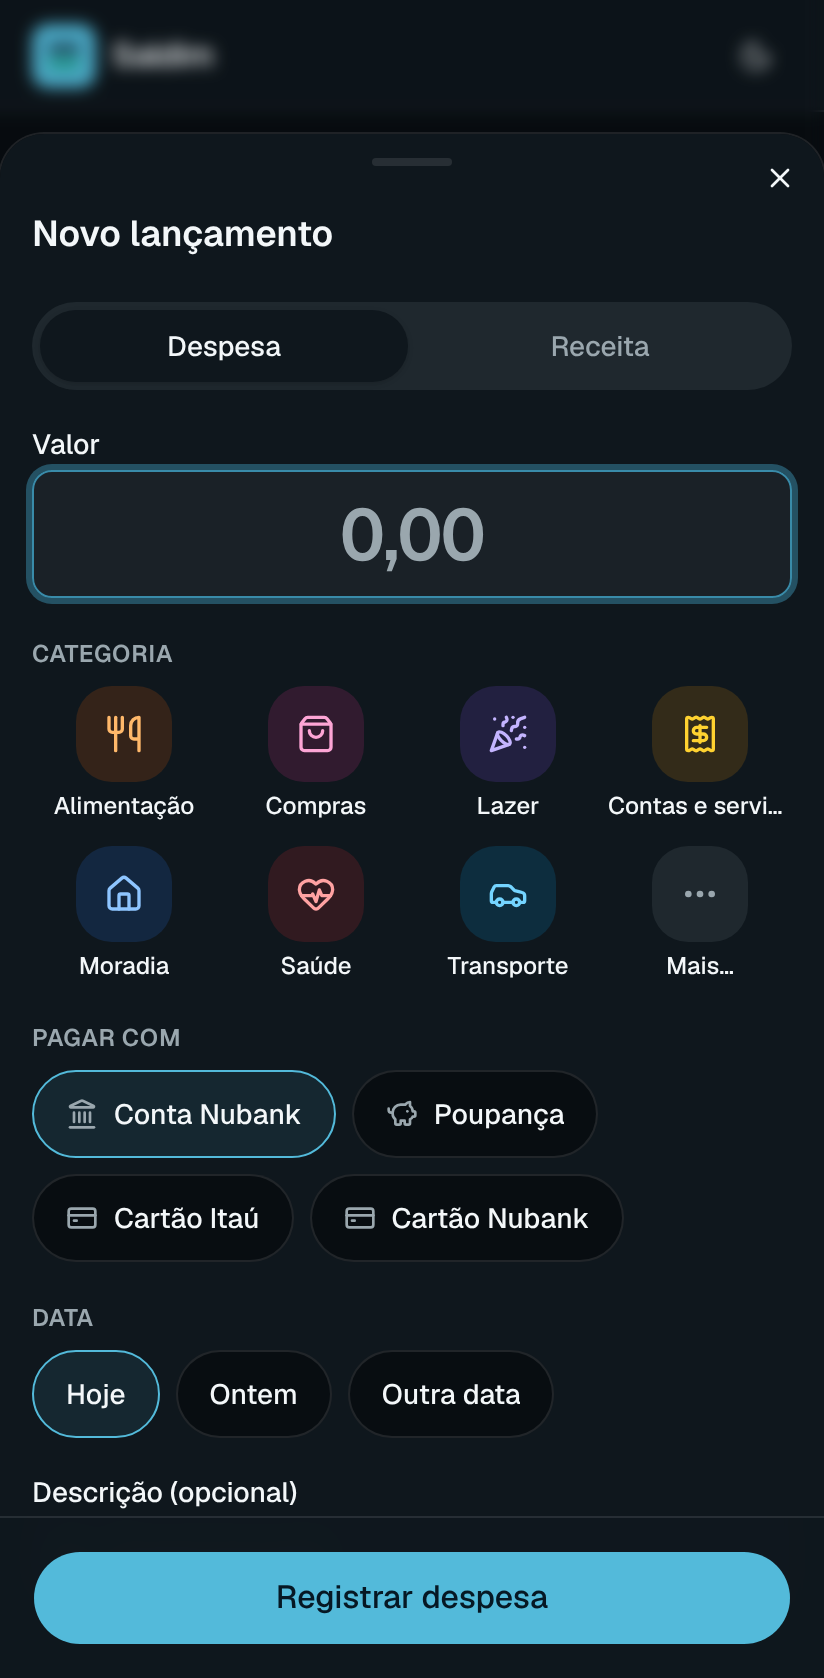 Novo lançamento
Despesa
Receita
Valor
0,00
CATEGORIA
Alimentação
Compras
Lazer
Contas e servi...
Moradia
Saúde
Transporte
Mais...
PAGAR COM
Conta Nubank
Poupança
Cartão Itaú
Cartão Nubank
DATA
Hoje
Ontem
Outra data
Descrição (opcional)
Registrar despesa